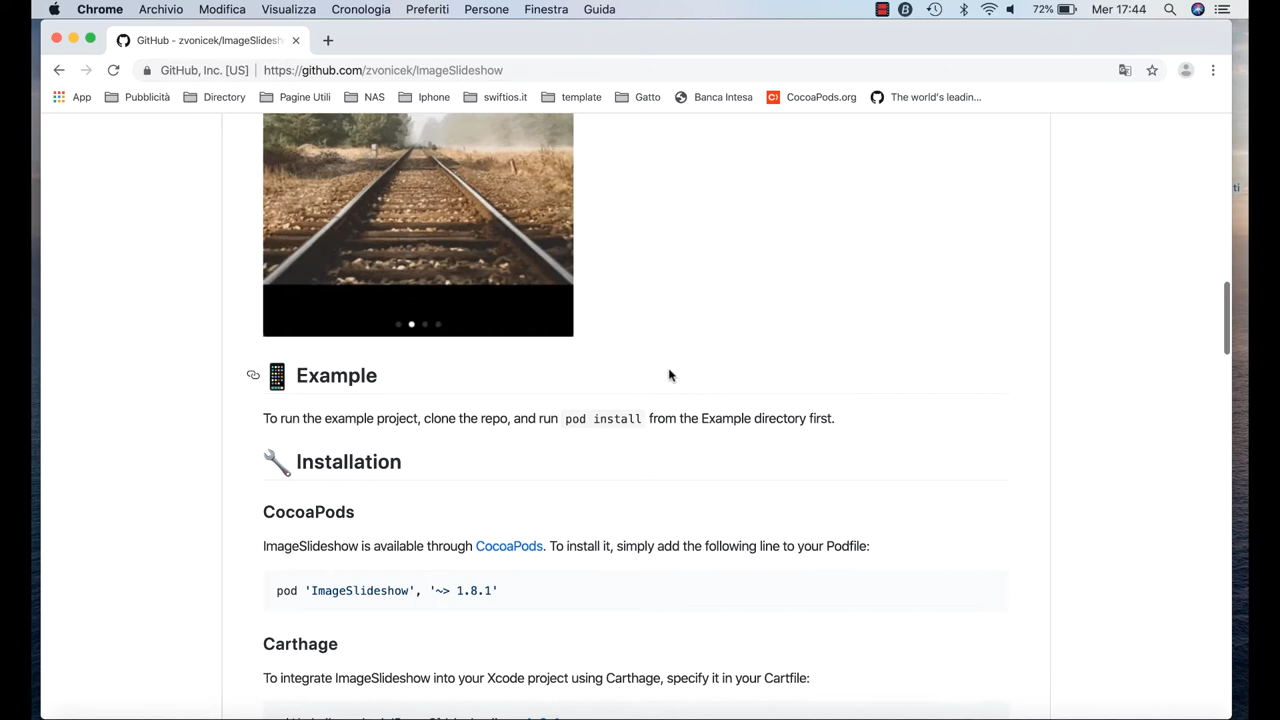 Chrome Archivio Modifica Visualizza Cronologia Preferiti Persone Finestra Guida 72% Mer 17:44
GitHub - zvonicek/ImageSlidesh
GitHub, Inc. [US] https://github.com/zvonicek/ImageSlideshow
App Pubblicità Directory Pagine Utili NAS Iphone swiftios.it template Gatto Banca Intesa CocoaPods.org The world's leadin...
ti
Example
To run the example project, clone the repo, and run pod install from the Example directory first.
Installation
CocoaPods
ImageSlideshow is available through CocoaPods. To install it, simply add the following line to your Podfile:
pod 'ImageSlideshow', '~> 1.8.1'
Carthage
To integrate ImageSlideshow into your Xcode project using Carthage, specify it in your Cartfile: